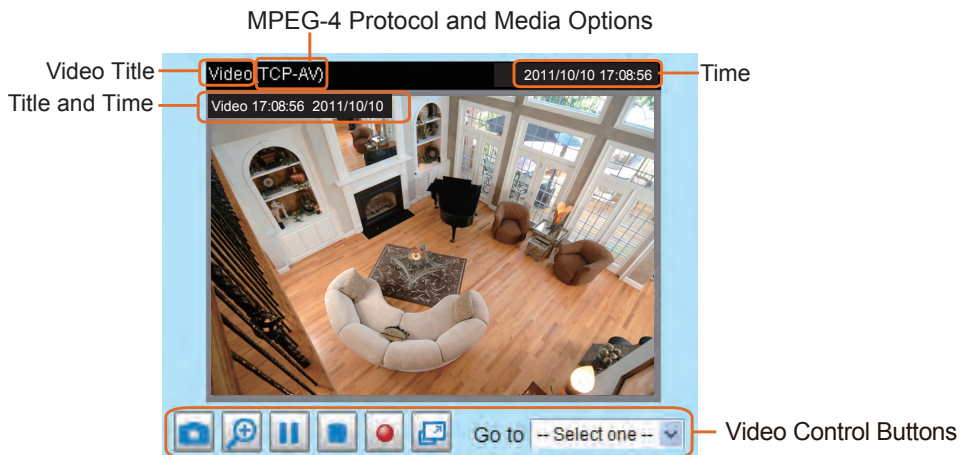 MPEG-4 Protocol and Media Options
Video Title
Video (TCP-AV)
2011/10/10 17:08:56
Time
Title and Time
Video 17:08:56 2011/10/10
Go to
-- Select one --
Video Control Buttons